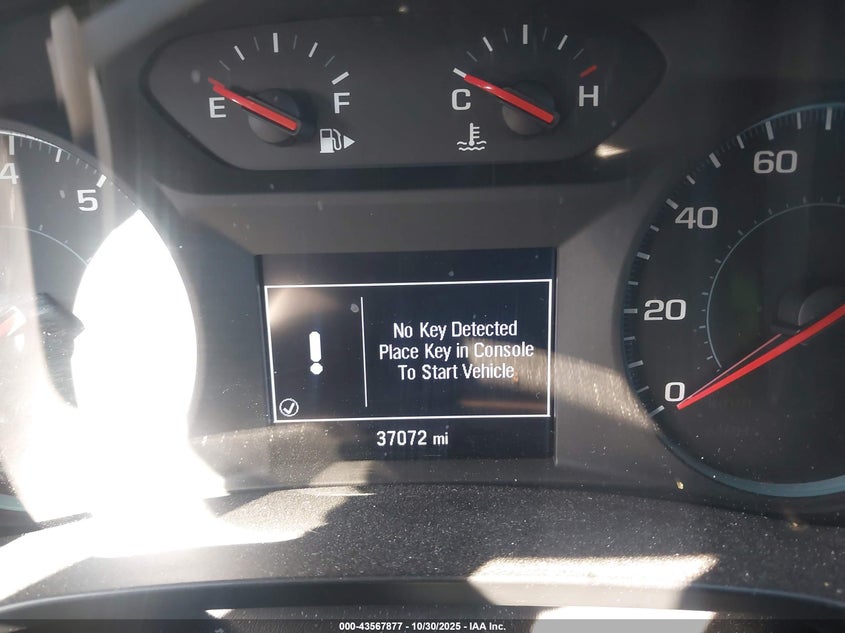 E F
C H
4 5
60
40
20
0
No Key Detected
Place Key in Console
To Start Vehicle
37072 mi
000-43567877 - 10/30/2025 - IAA Inc.